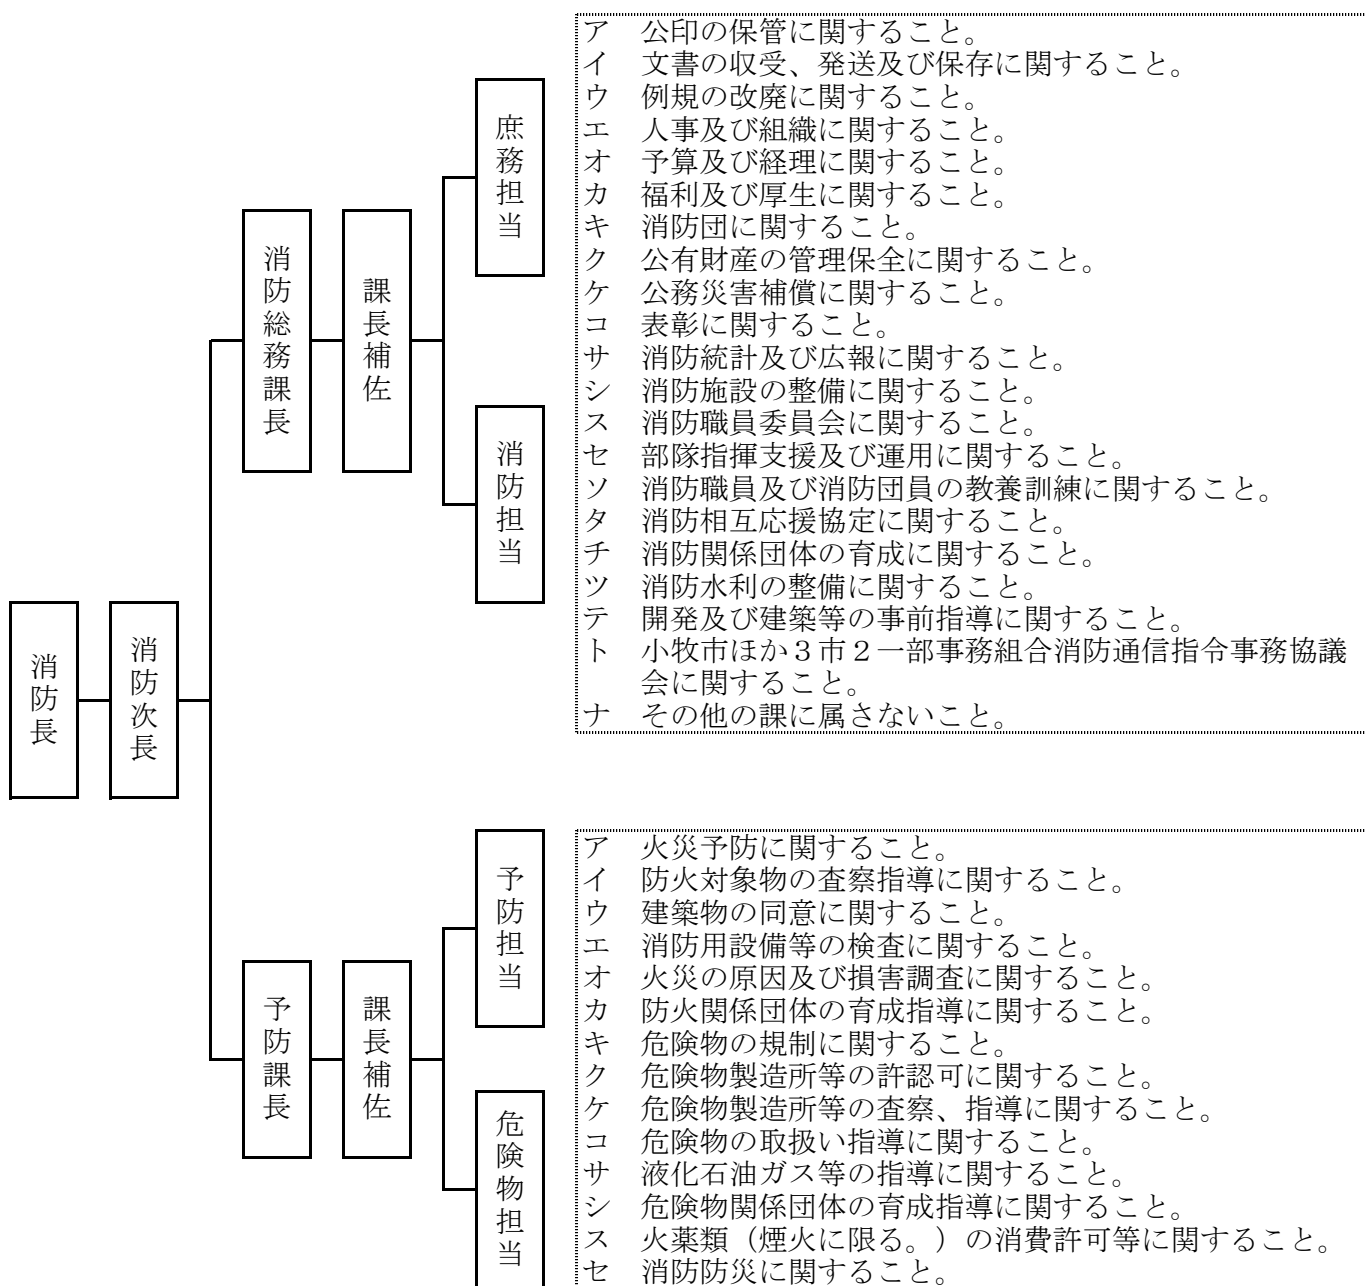 消防長
消防次長
消防総務課長
課長補佐
庶務担当
消防担当
ア　公印の保管に関すること。
イ　文書の収受、発送及び保存に関すること。
ウ　例規の改廃に関すること。
エ　人事及び組織に関すること。
オ　予算及び経理に関すること。
カ　福利及び厚生に関すること。
キ　消防団に関すること。
ク　公有財産の管理保全に関すること。
ケ　公務災害補償に関すること。
コ　表彰に関すること。
サ　消防統計及び広報に関すること。
シ　消防施設の整備に関すること。
ス　消防職員委員会に関すること。
セ　部隊指揮支援及び運用に関すること。
ソ　消防職員及び消防団員の教養訓練に関すること。
タ　消防相互応援協定に関すること。
チ　消防関係団体の育成に関すること。
ツ　消防水利の整備に関すること。
テ　開発及び建築等の事前指導に関すること。
ト　小牧市ほか３市２一部事務組合消防通信指令事務協議
会に関すること。
ナ　その他の課に属さないこと。
予防課長
課長補佐
予防担当
危険物担当
ア　火災予防に関すること。
イ　防火対象物の査察指導に関すること。
ウ　建築物の同意に関すること。
エ　消防用設備等の検査に関すること。
オ　火災の原因及び損害調査に関すること。
カ　防火関係団体の育成指導に関すること。
キ　危険物の規制に関すること。
ク　危険物製造所等の許認可に関すること。
ケ　危険物製造所等の査察、指導に関すること。
コ　危険物の取扱い指導に関すること。
サ　液化石油ガス等の指導に関すること。
シ　危険物関係団体の育成指導に関すること。
ス　火薬類（煙火に限る。）の消費許可等に関すること。
セ　消防防災に関すること。